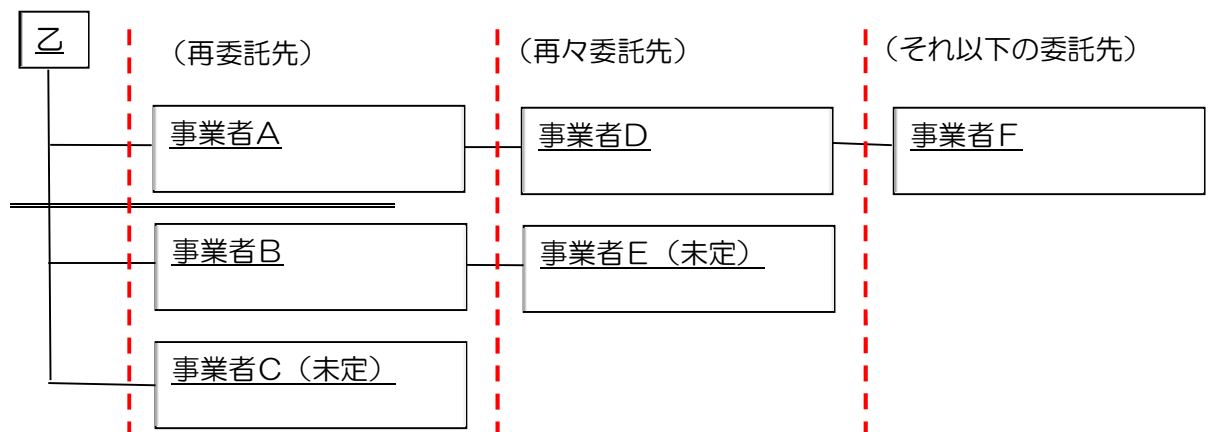 乙
（再委託先）
（再々委託先）
（それ以下の委託先）
事業者Ａ
事業者Ｄ
事業者Ｆ
事業者Ｂ
事業者Ｅ（未定）
事業者Ｃ（未定）